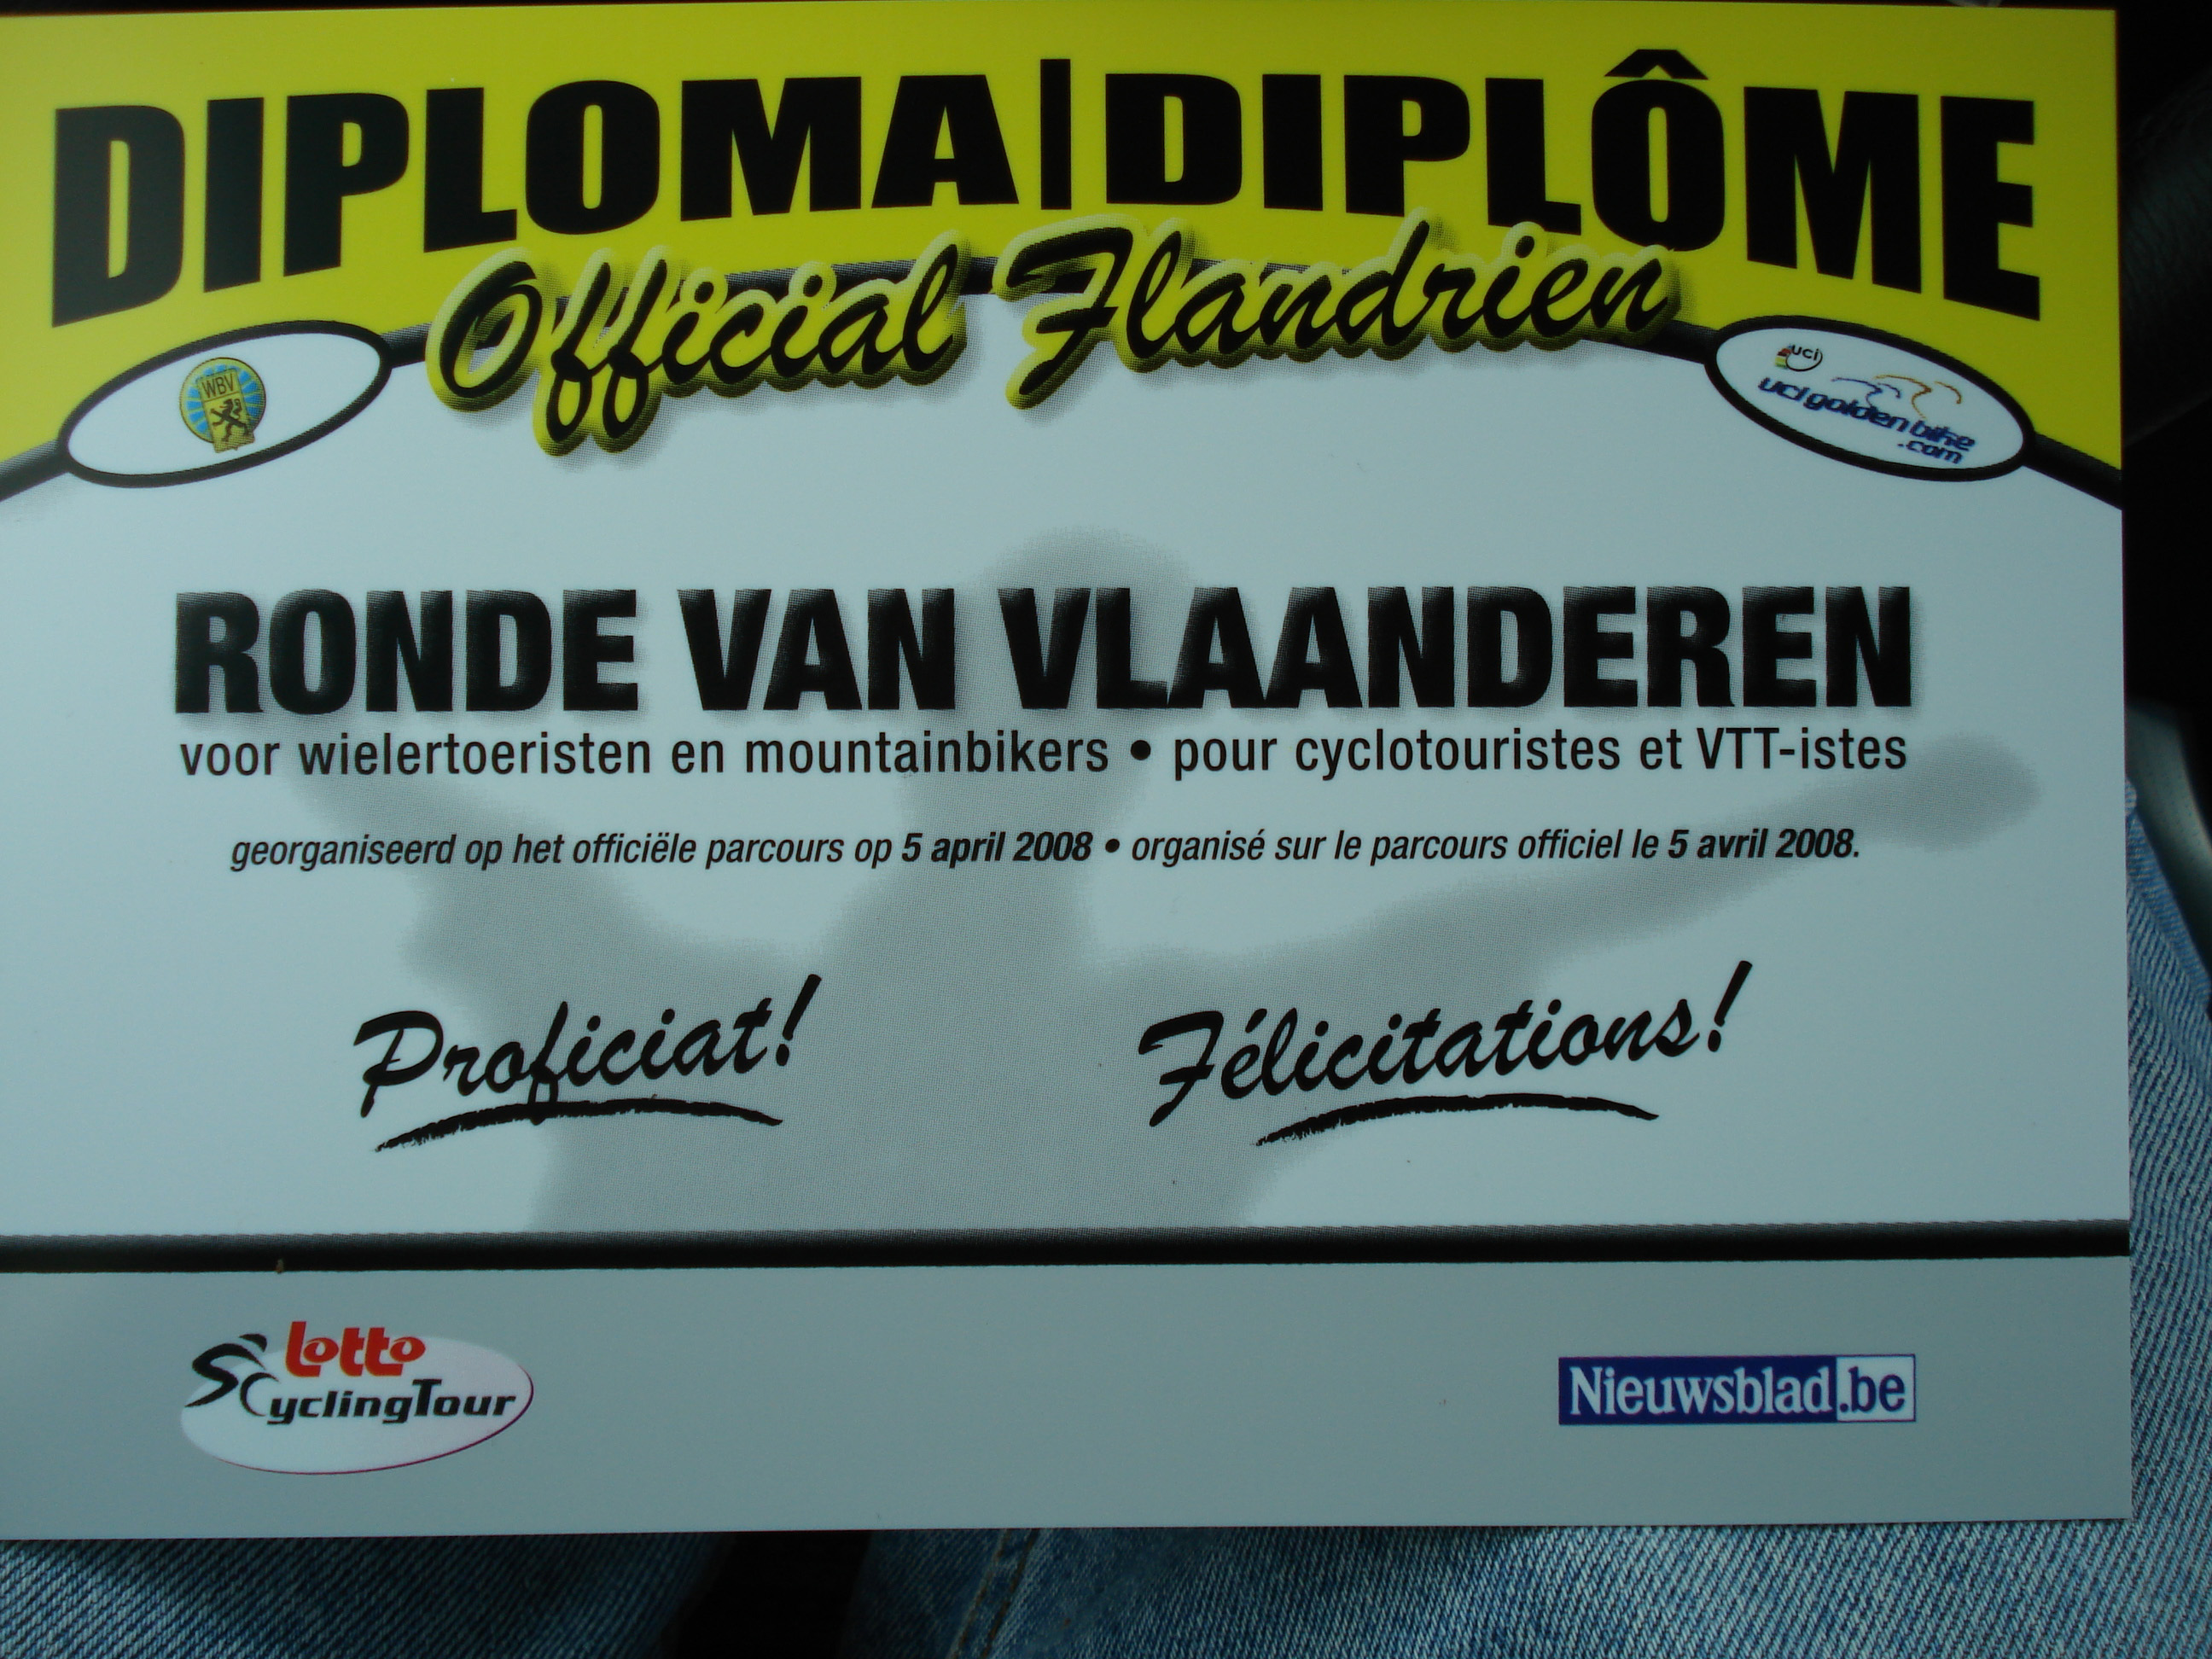 DIPLOMA|DIPLÔME
Official Flandrien
WBV
uci
uci golden bike
.com
RONDE VAN VLAANDEREN
voor wielertoeristen en mountainbikers • pour cyclotouristes et VTT-istes
georganiseerd op het officiële parcours op 5 april 2008 • organisé sur le parcours officiel le 5 avril 2008.
Proficiat! Félicitations!
Lotto
CyclingTour
Nieuwsblad.be